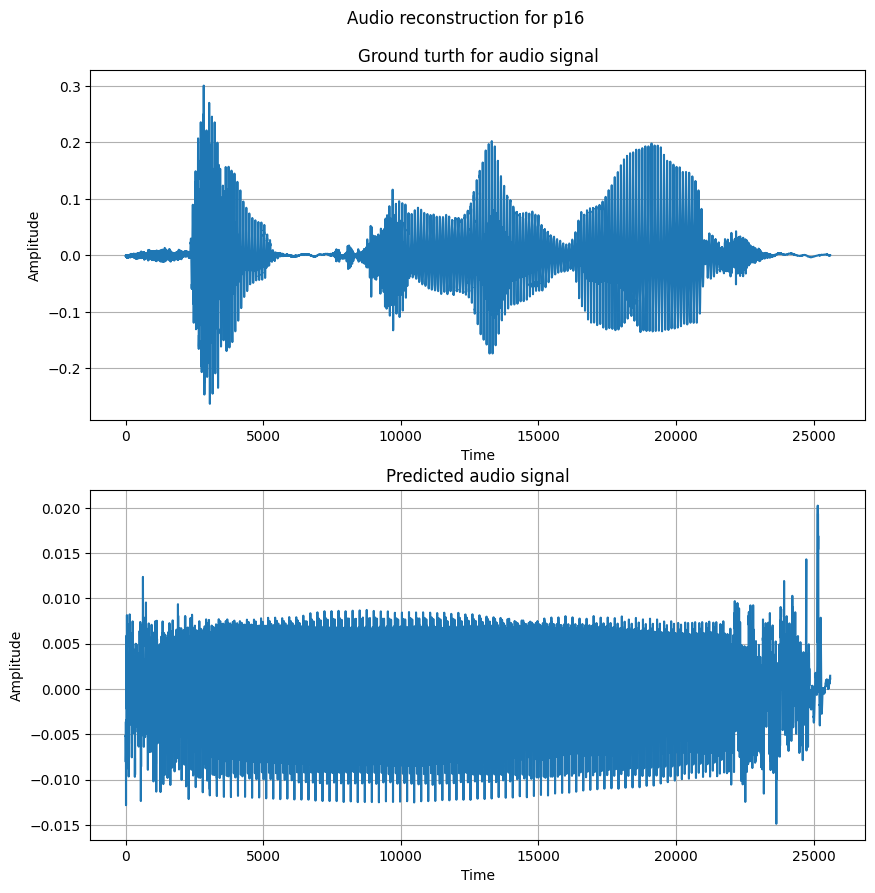 Audio reconstruction for p16
Ground turth for audio signal
0.3
0.2
0.1
0.0
−0.1
−0.2
Amplitude
0 5000 10000 15000 20000 25000
Time
Predicted audio signal
0.020
0.015
0.010
0.005
0.000
−0.005
−0.010
−0.015
Amplitude
0 5000 10000 15000 20000 25000
Time